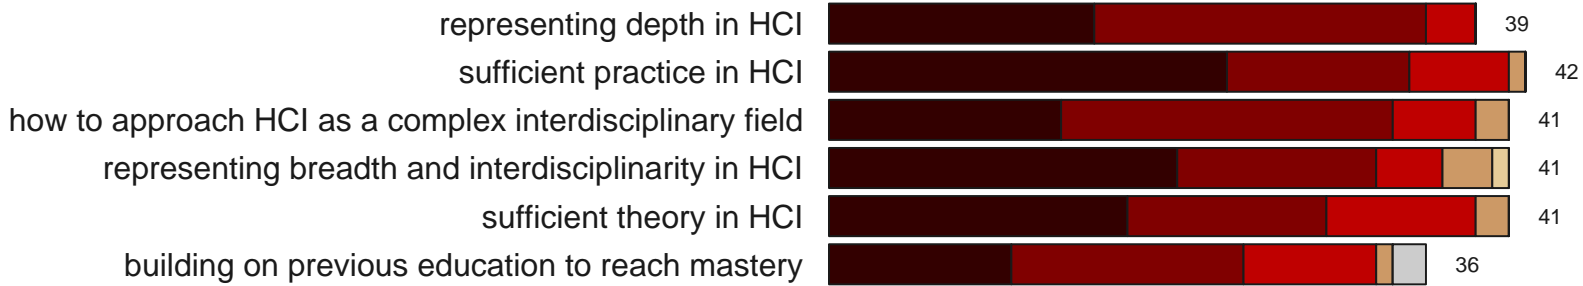 representing depth in HCI 39
sufficient practice in HCI 42
how to approach HCI as a complex interdisciplinary field 41
representing breadth and interdisciplinarity in HCI 41
sufficient theory in HCI 41
building on previous education to reach mastery 36